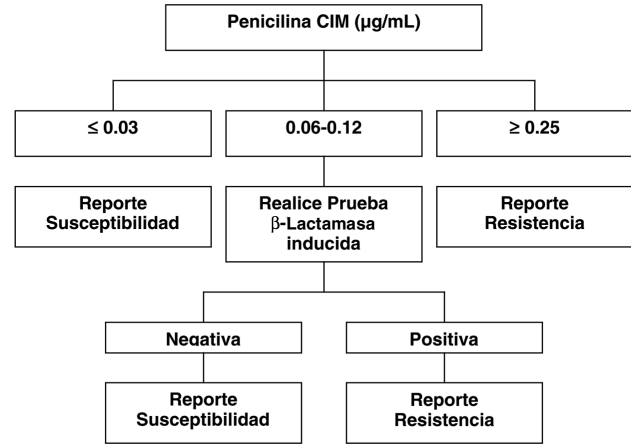 Penicilina CIM (µg/mL)
≤ 0.03
0.06-0.12
≥ 0.25
Reporte
Susceptibilidad
Realice Prueba
β-Lactamasa
inducida
Reporte
Resistencia
Negativa
Positiva
Reporte
Susceptibilidad
Reporte
Resistencia